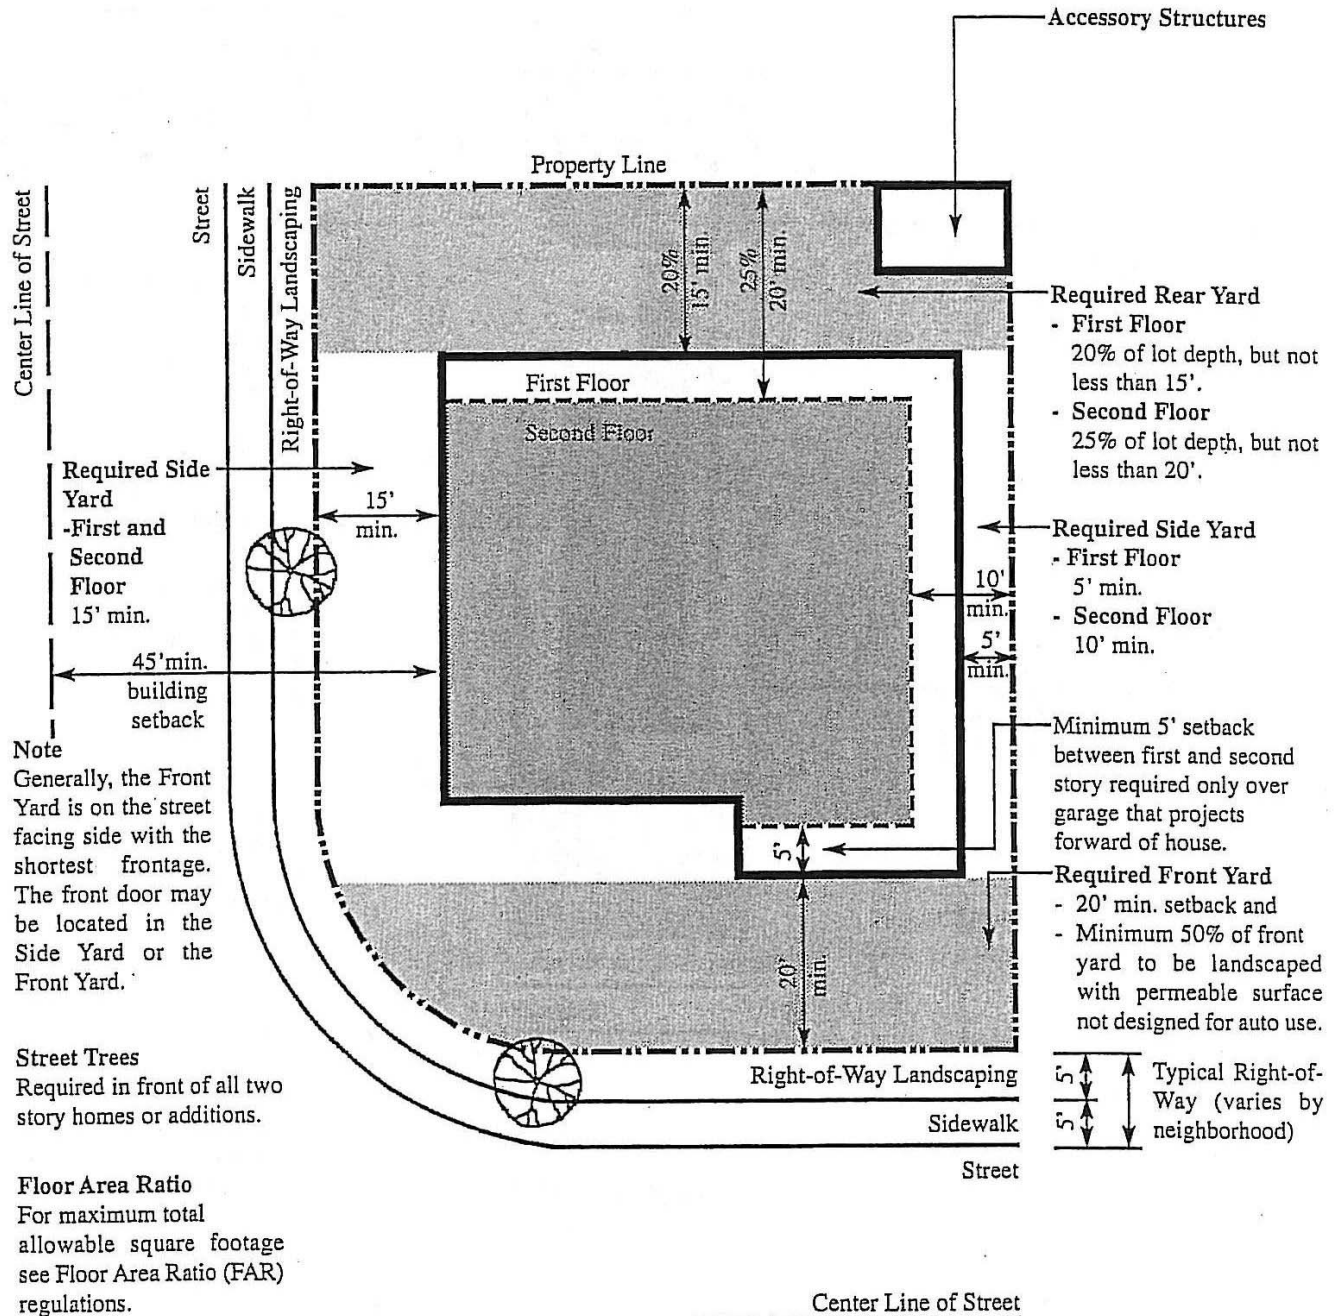 Accessory Structures
Property Line
Center Line of Street
Street
Sidewalk
Right-of-Way Landscaping
20%
15' min.
25%
20' min.
Required Rear Yard
- First Floor
20% of lot depth, but not
less than 15'.
- Second Floor
25% of lot depth, but not
less than 20'.
First Floor
Second Floor
Required Side
Yard
-First and
Second
Floor
15' min.
15'
min.
Required Side Yard
- First Floor
5' min.
- Second Floor
10' min.
10'
min.
5'
min.
45'min.
building
setback
Note
Generally, the Front
Yard is on the street
facing side with the
shortest frontage.
The front door may
be located in the
Side Yard or the
Front Yard.
Minimum 5' setback
between first and second
story required only over
garage that projects
forward of house.
5'
Required Front Yard
- 20' min. setback and
- Minimum 50% of front
yard to be landscaped
with permeable surface
not designed for auto use.
20'
min.
Street Trees
Required in front of all two
story homes or additions.
Right-of-Way Landscaping
Sidewalk
Street
5'
5'
Typical Right-of-
Way (varies by
neighborhood)
Floor Area Ratio
For maximum total
allowable square footage
see Floor Area Ratio (FAR)
regulations.
Center Line of Street